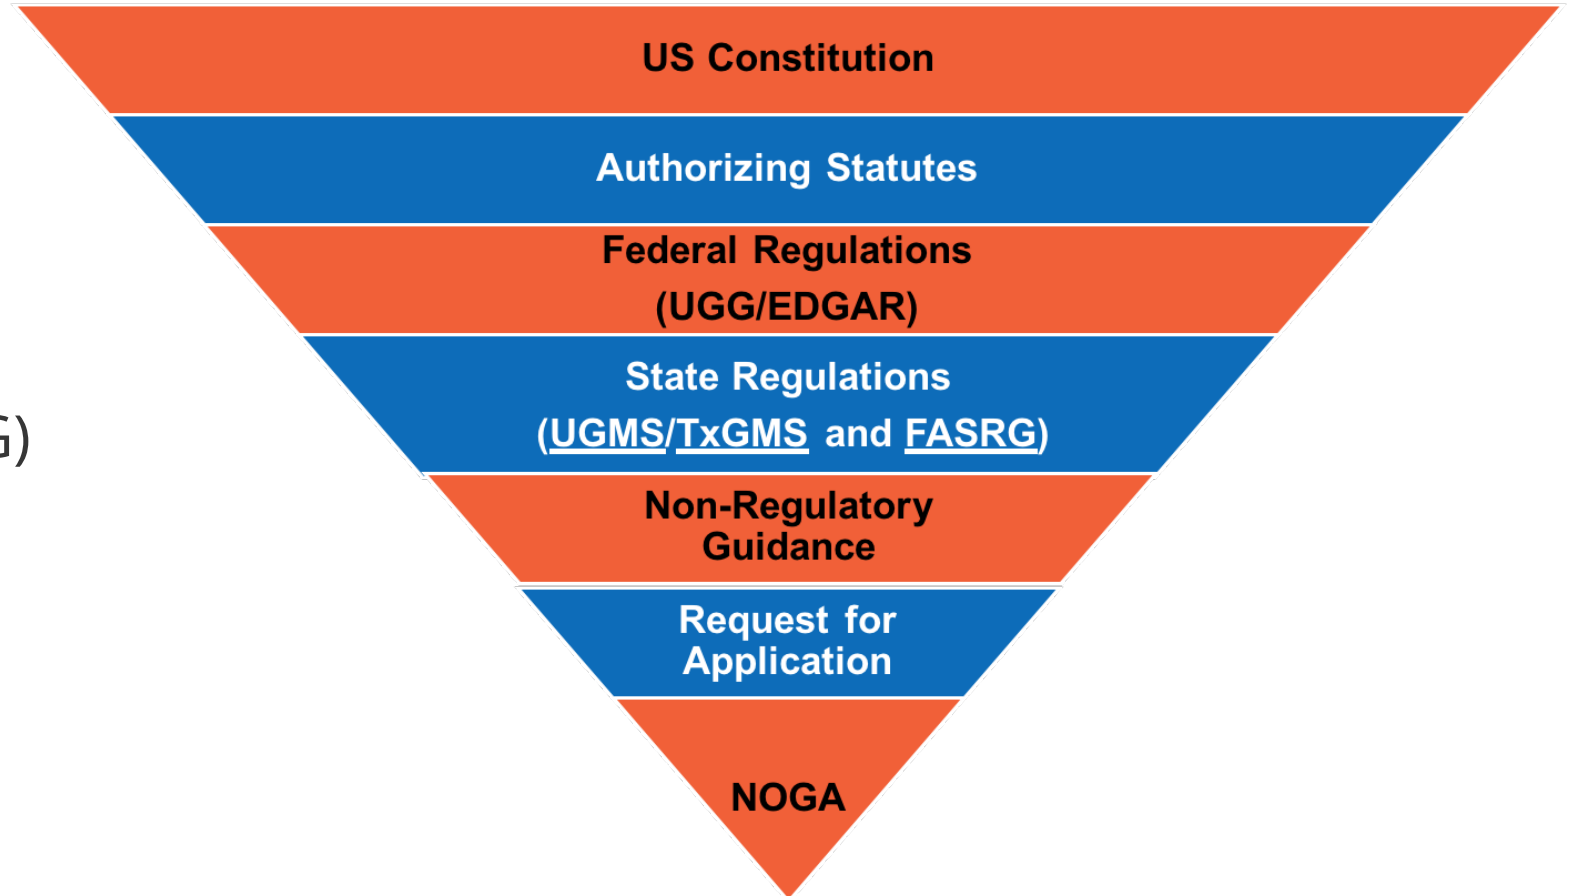 US Constitution
Authorizing Statutes
Federal Regulations
(UGG/EDGAR)
State Regulations
G)
(UGMS/TxGMS and FASRG)
Non-Regulatory
Guidance
Request for
Application
NOGA